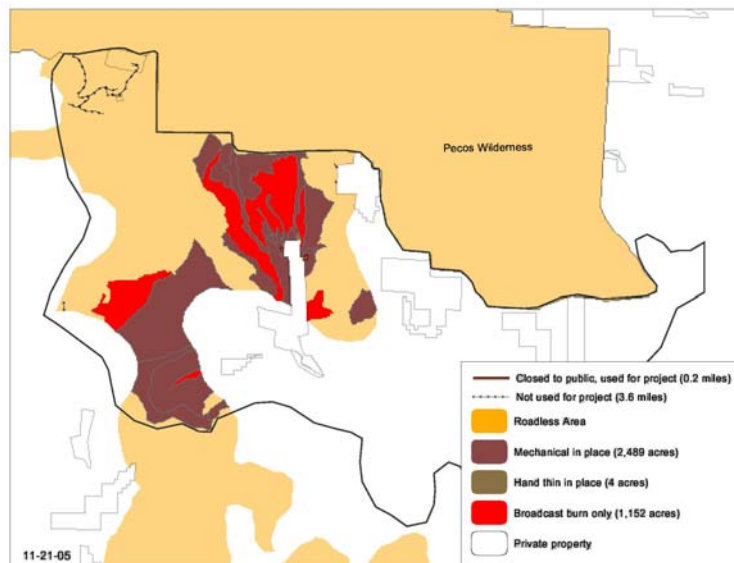 Pecos Wilderness
Closed to public, used for project (0.2 miles)
Not used for project (3.6 miles)
Roadless Area
Mechanical in place (2,489 acres)
Hand thin in place (4 acres)
Broadcast burn only (1,152 acres)
Private property
11-21-05